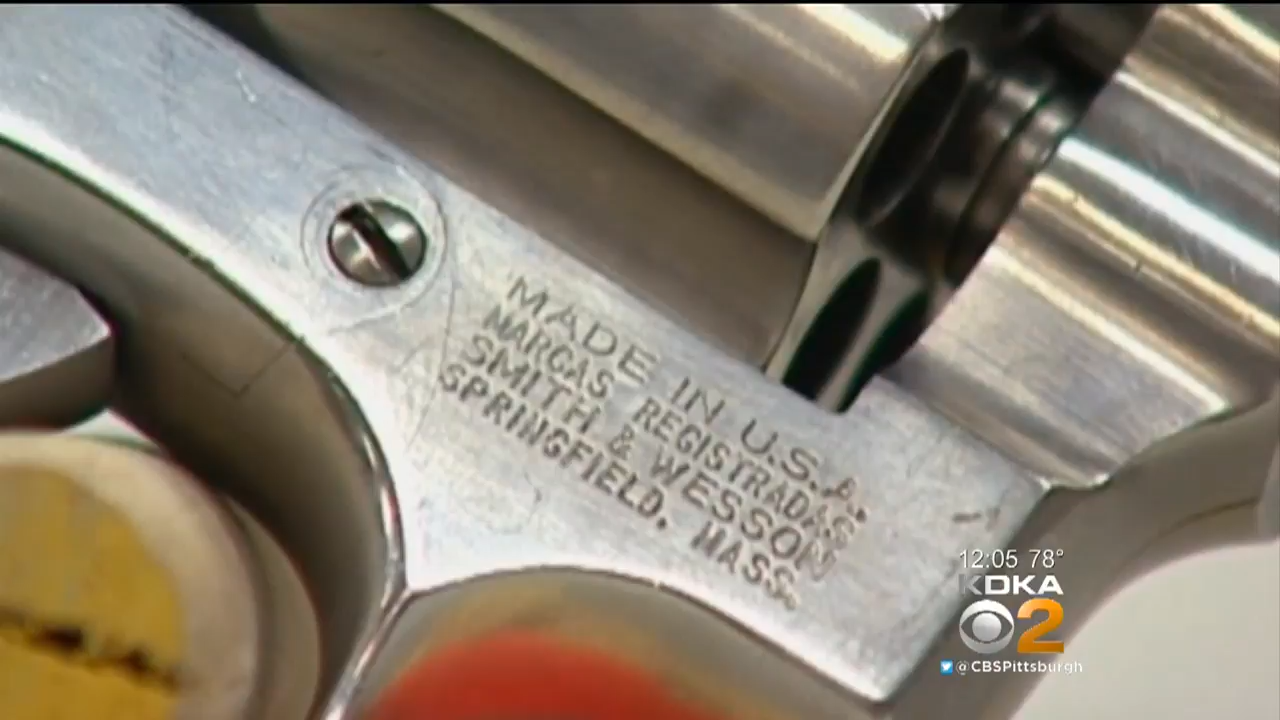 MADE IN U.S.A.
MARCAS REGISTRADAS
SMITH & WESSON
SPRINGFIELD, MASS.
12:05 78°
KDKA
2
@CBSPittsburgh